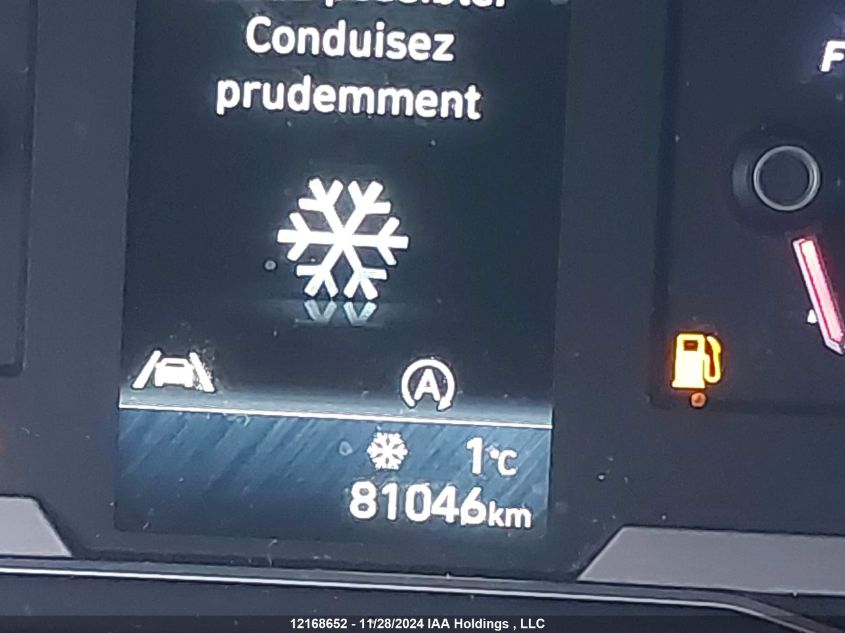 Conduisez
prudemment
F
A
1°C
81046km
12168652 - 11/28/2024 IAA Holdings , LLC